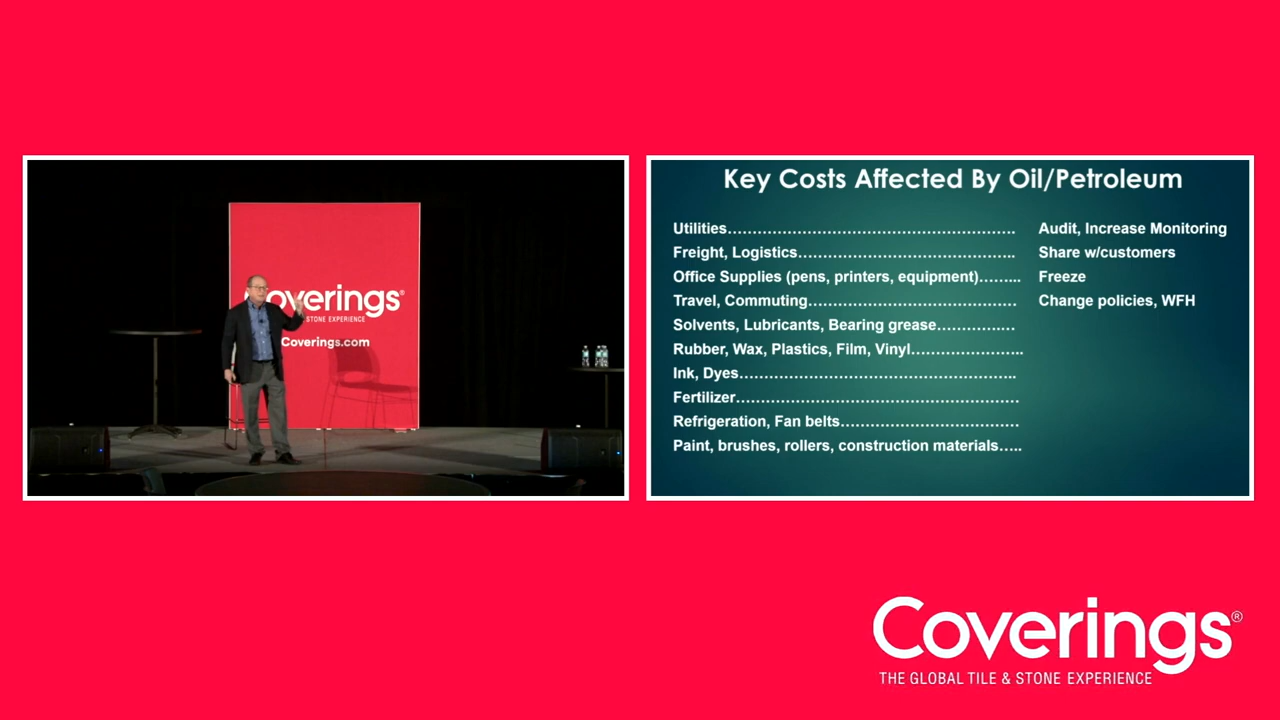 Coverings®
STONE EXPERIENCE
Coverings.com
Key Costs Affected By Oil/Petroleum
Utilities………………………………………………….
Audit, Increase Monitoring
Freight, Logistics……………………………………..
Share w/customers
Office Supplies (pens, printers, equipment)……...
Freeze
Travel, Commuting……………………………………
Change policies, WFH
Solvents, Lubricants, Bearing grease…………..…
Rubber, Wax, Plastics, Film, Vinyl…………………..
Ink, Dyes………………………………………………..
Fertilizer…………………………………………………
Refrigeration, Fan belts………………………………
Paint, brushes, rollers, construction materials…..
Coverings®
THE GLOBAL TILE & STONE EXPERIENCE